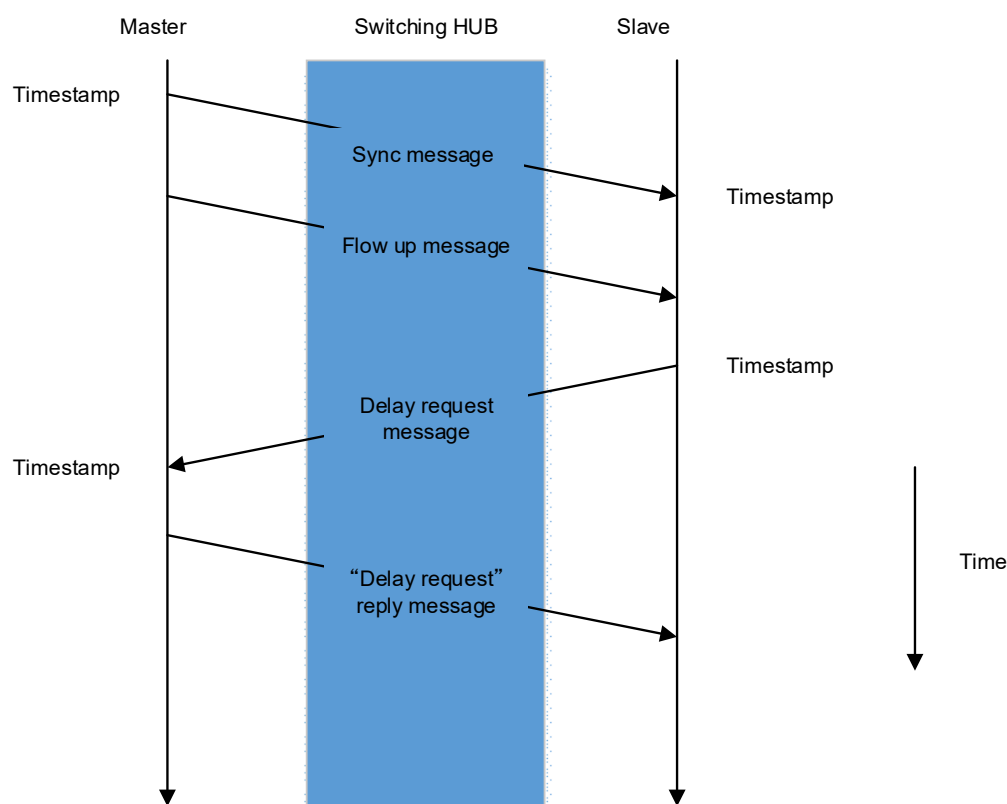 Master
Switching HUB
Slave
Timestamp
Sync message
Timestamp
Flow up message
Timestamp
Delay request
message
Timestamp
Time
“Delay request”
reply message